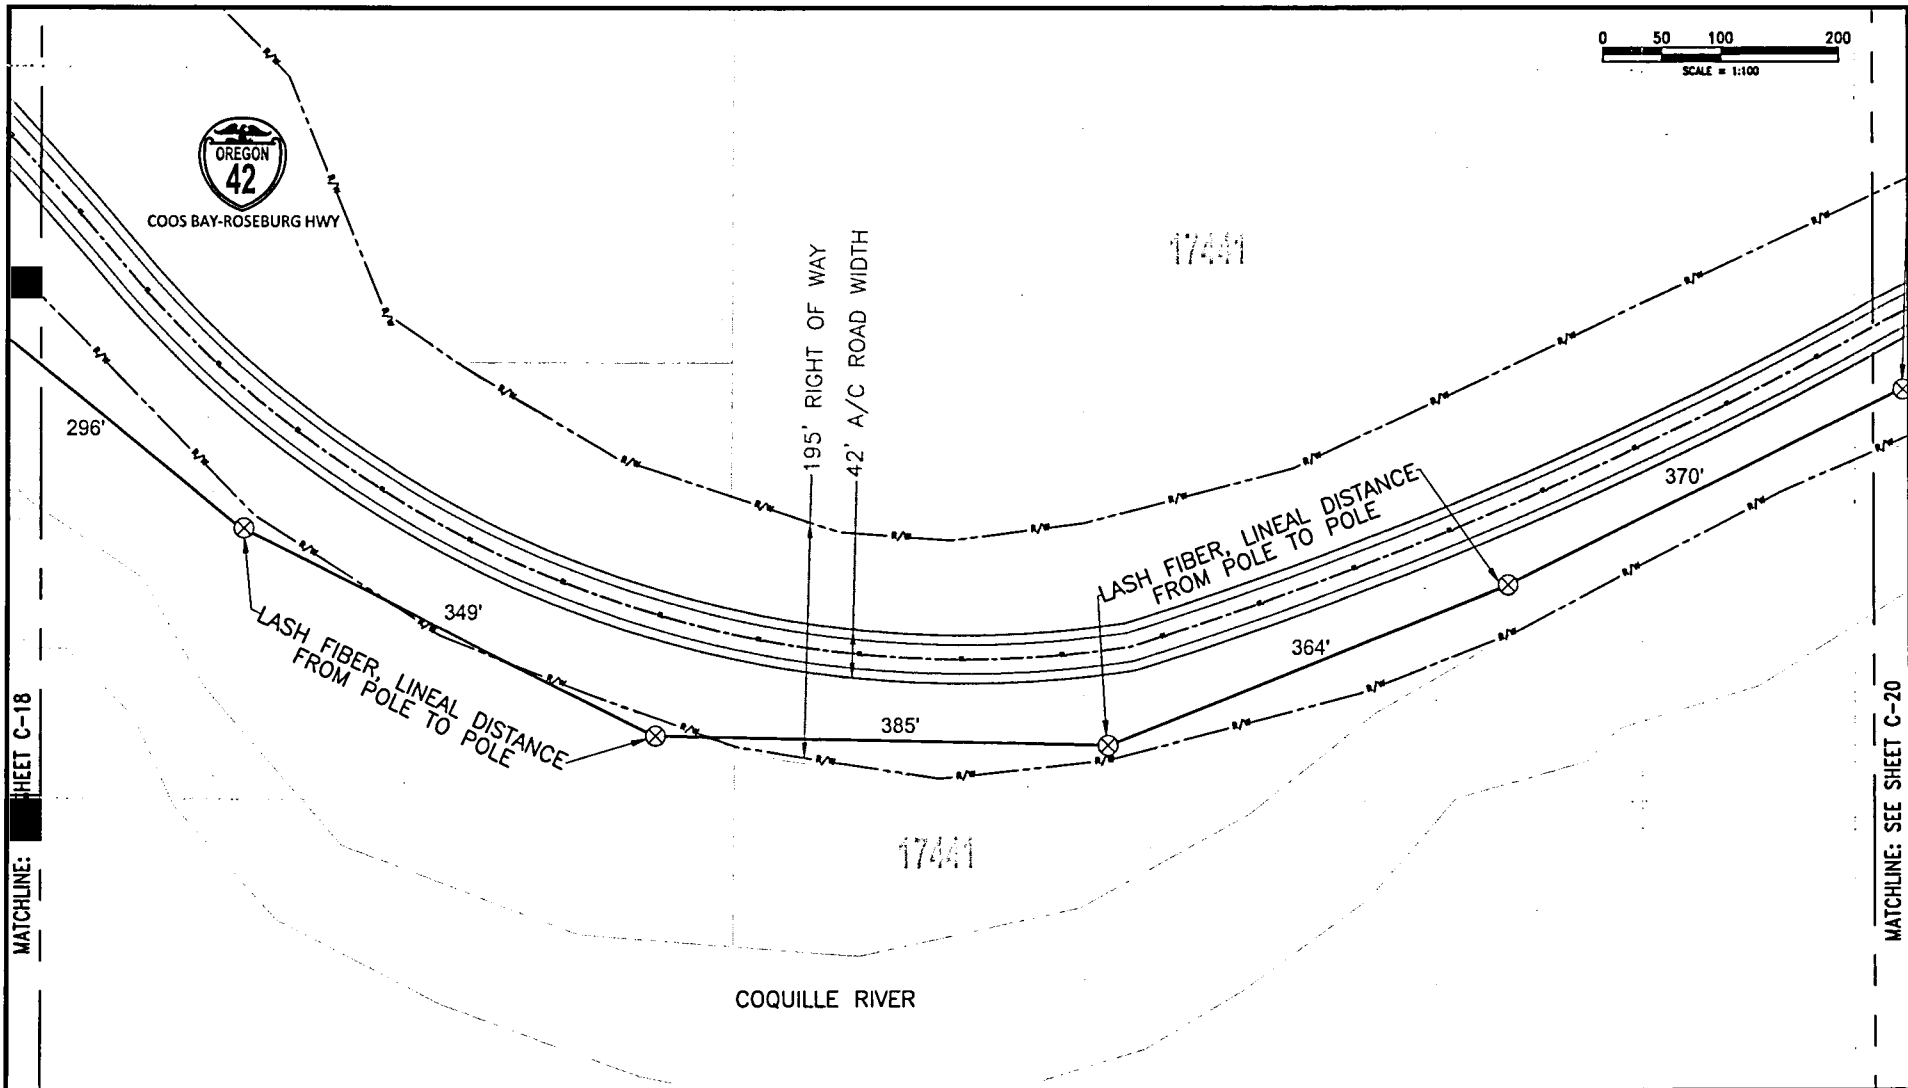 0 50 100 200
SCALE = 1:100
OREGON
42
COOS BAY-ROSEBURG HWY
17441
195' RIGHT OF WAY
42' A/C ROAD WIDTH
R/W
296'
349'
385'
364'
370'
LASH FIBER, LINEAL DISTANCE
FROM POLE TO POLE
LASH FIBER, LINEAL DISTANCE
FROM POLE TO POLE
17441
COQUILLE RIVER
MATCHLINE: SHEET C-18
MATCHLINE: SEE SHEET C-20